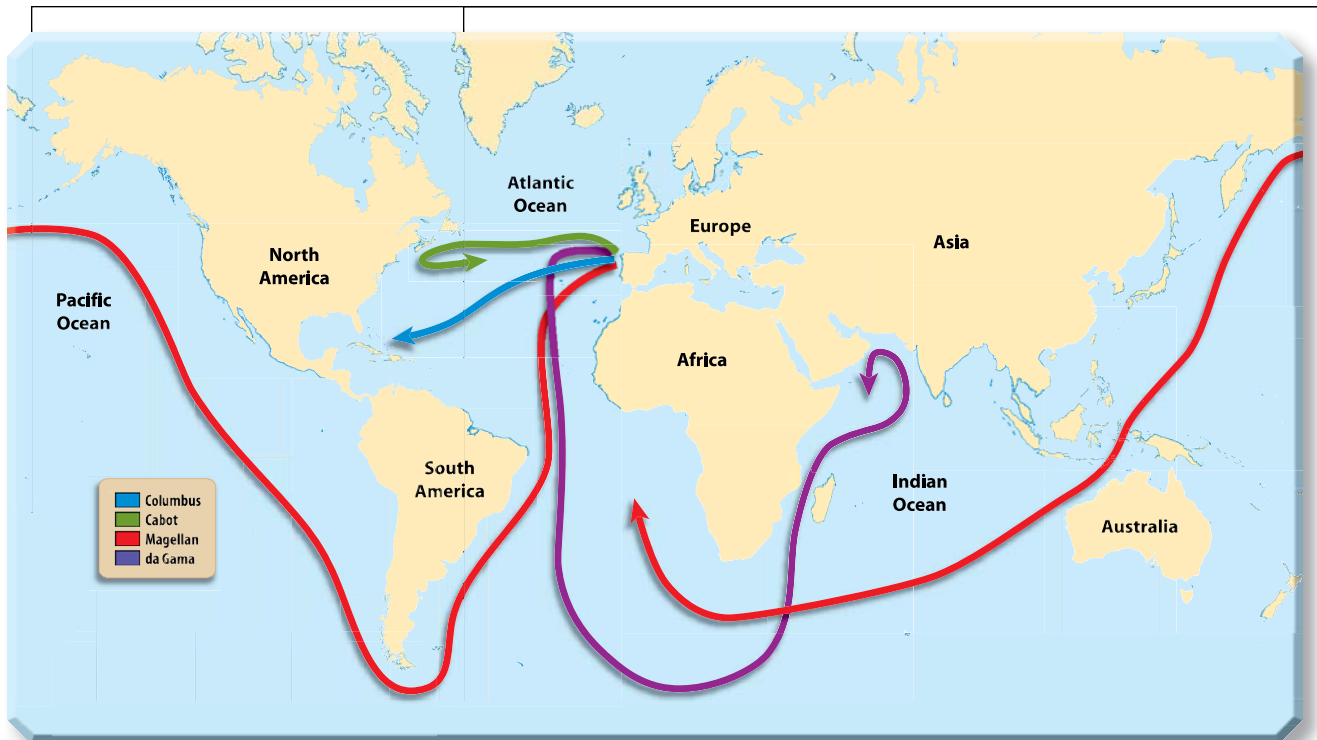 Atlantic
Ocean
Europe
Asia
North
America
Pacific
Ocean
Africa
South
America
Indian
Ocean
Australia
Columbus
Cabot
Magellan
da Gama